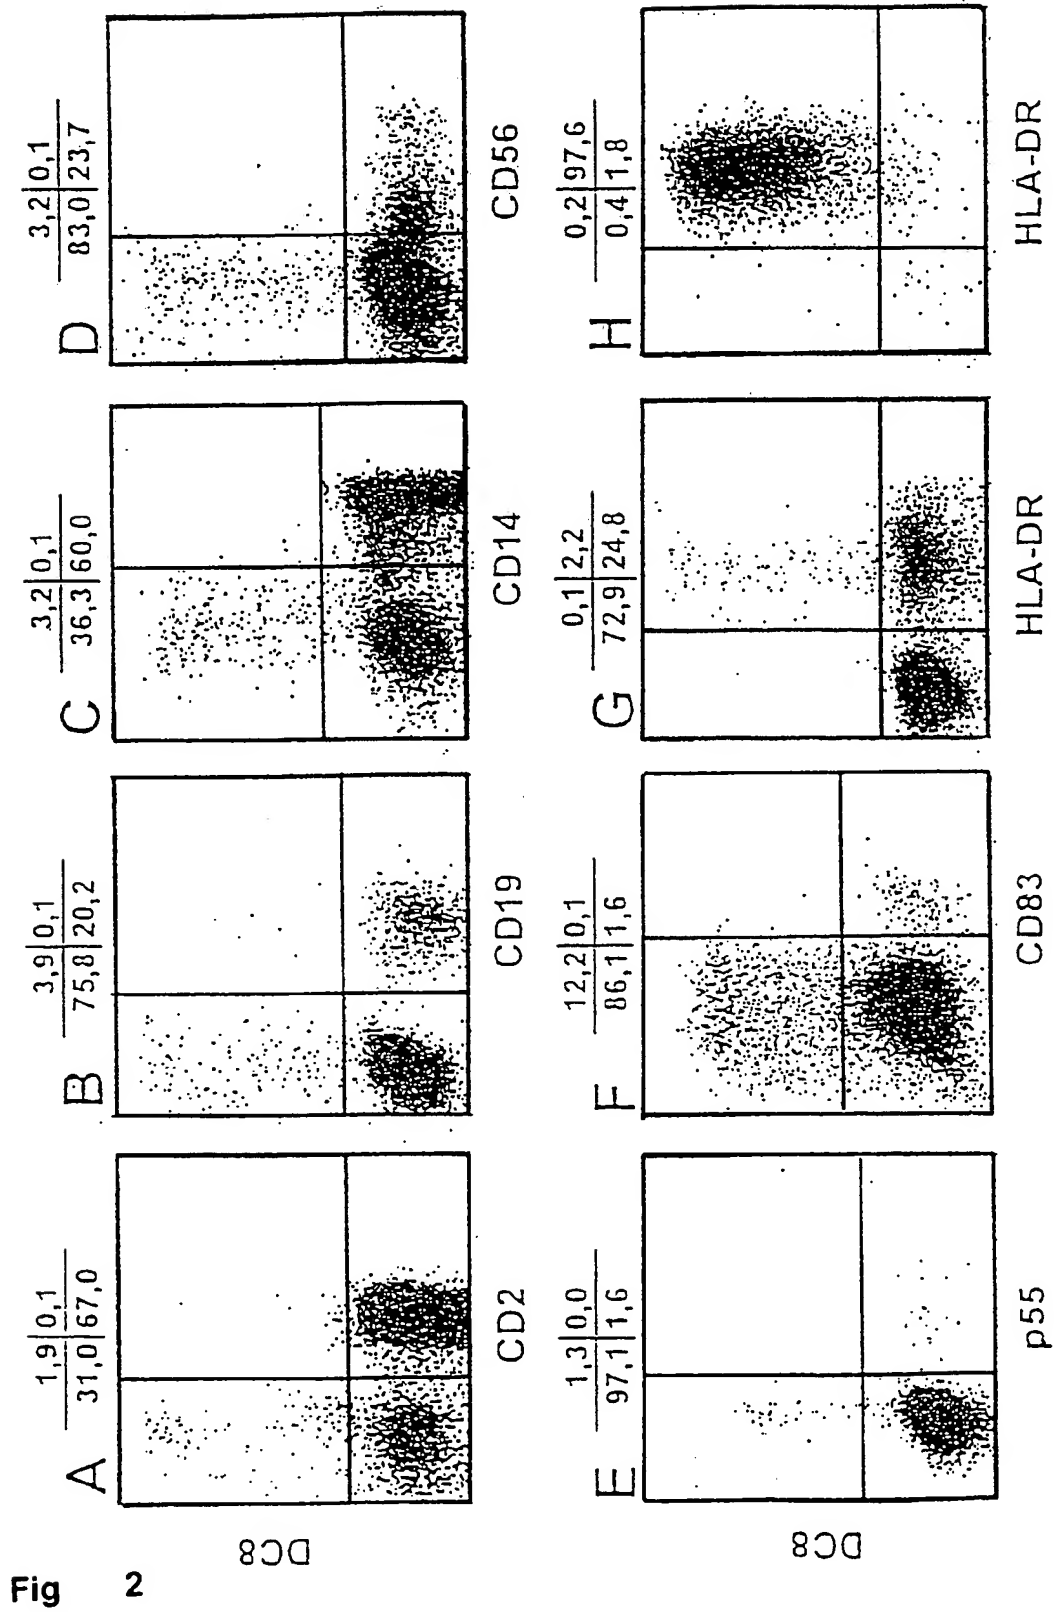 A
1,9|0,1
31,0|67,0
CD2
B
3,9|0,1
75,8|20,2
CD19
C
3,2|0,1
36,3|60,0
CD14
D
3,2|0,1
83,0|23,7
CD56
DC8
E
1,3|0,0
97,1|1,6
p55
F
12,2|0,1
86,1|1,6
CD83
G
0,1|2,2
72,9|24,8
HLA-DR
H
0,2|97,6
0,4|1,8
HLA-DR
DC8
Fig 2